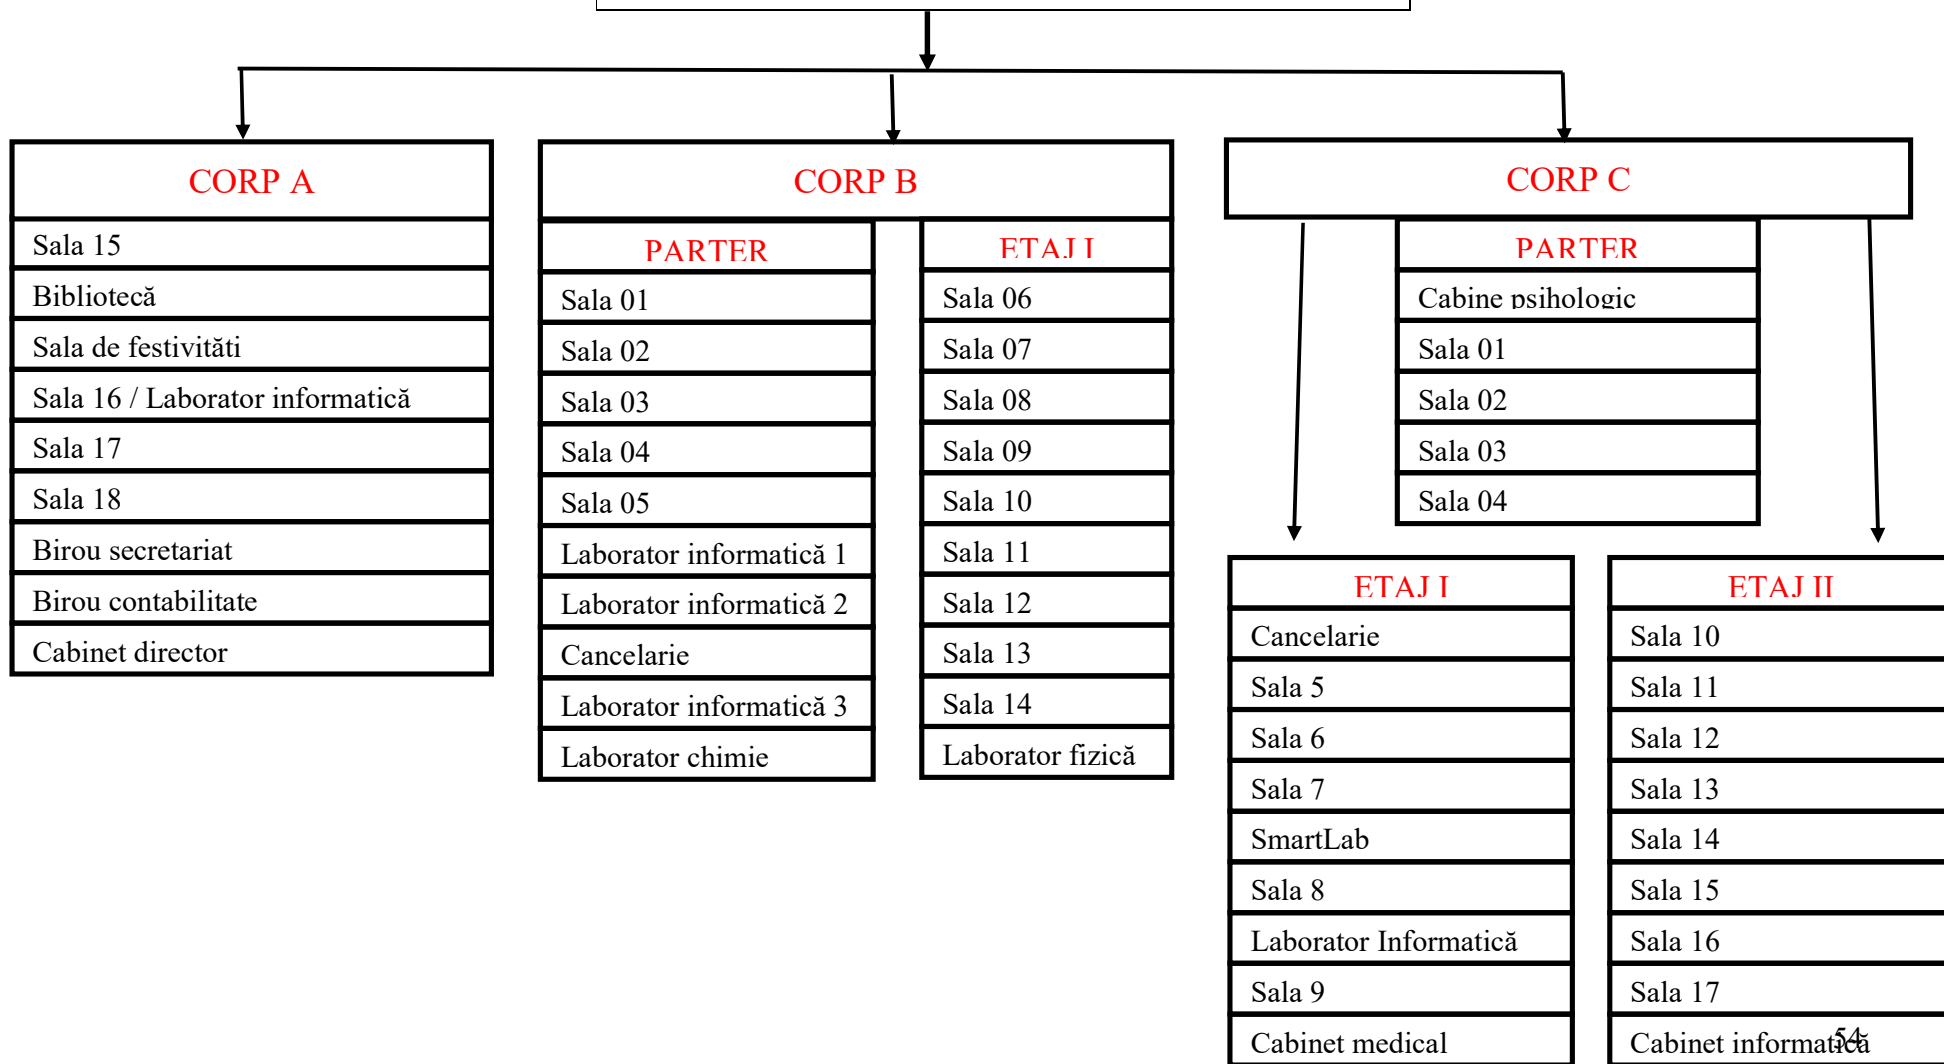 CORP A
Sala 15
Bibliotecă
Sala de festivităti
Sala 16 / Laborator informatică
Sala 17
Sala 18
Birou secretariat
Birou contabilitate
Cabinet director
CORP B
PARTER
Sala 01
Sala 02
Sala 03
Sala 04
Sala 05
Laborator informatică 1
Laborator informatică 2
Cancelarie
Laborator informatică 3
Laborator chimie
ETAJ I
Sala 06
Sala 07
Sala 08
Sala 09
Sala 10
Sala 11
Sala 12
Sala 13
Sala 14
Laborator fizică
CORP C
PARTER
Cabine psihologic
Sala 01
Sala 02
Sala 03
Sala 04
ETAJ I
Cancelarie
Sala 5
Sala 6
Sala 7
SmartLab
Sala 8
Laborator Informatică
Sala 9
Cabinet medical
ETAJ II
Sala 10
Sala 11
Sala 12
Sala 13
Sala 14
Sala 15
Sala 16
Sala 17
Cabinet informatică
54